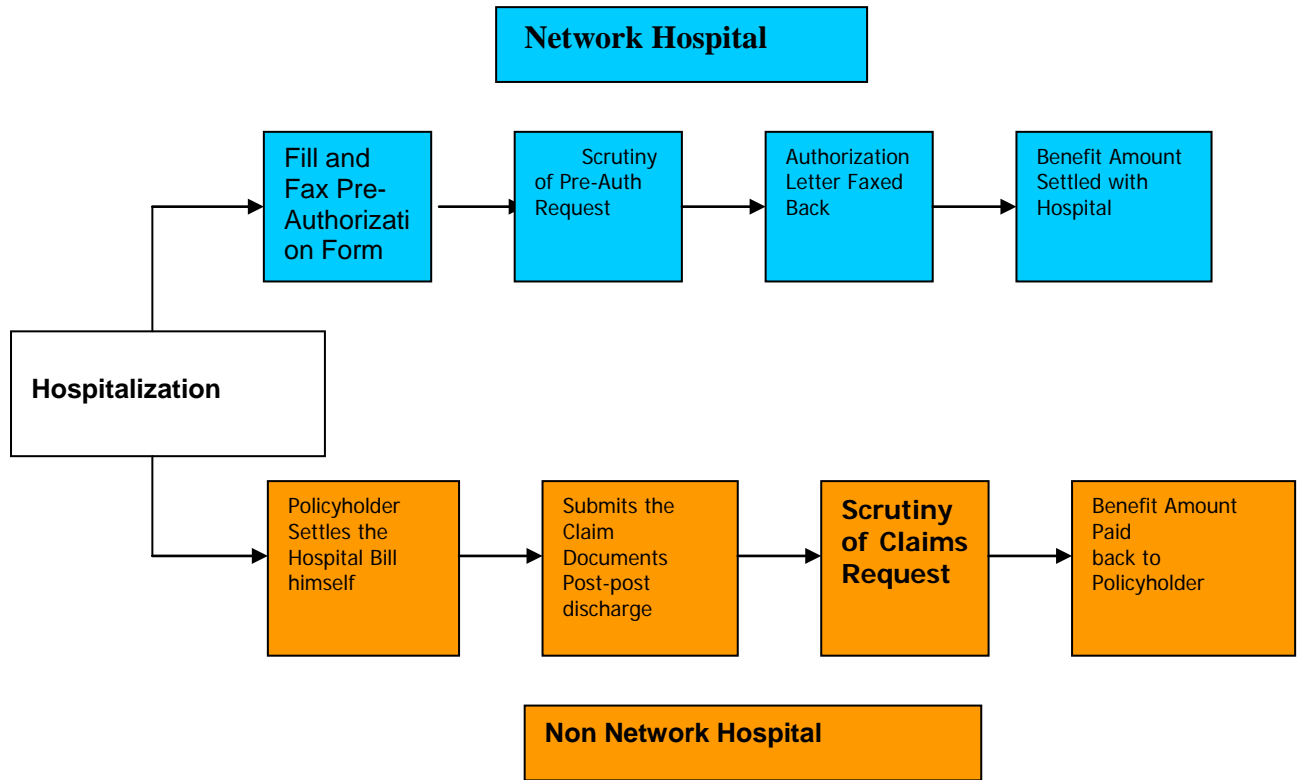 Network Hospital
Fill and
Fax Pre-
Authorizati
on Form
Scrutiny
of Pre-Auth
Request
Authorization
Letter Faxed
Back
Benefit Amount
Settled with
Hospital
Hospitalization
Policyholder
Settles the
Hospital Bill
himself
Submits the
Claim
Documents
Post-post
discharge
Scrutiny
of Claims
Request
Benefit Amount
Paid
back to
Policyholder
Non Network Hospital